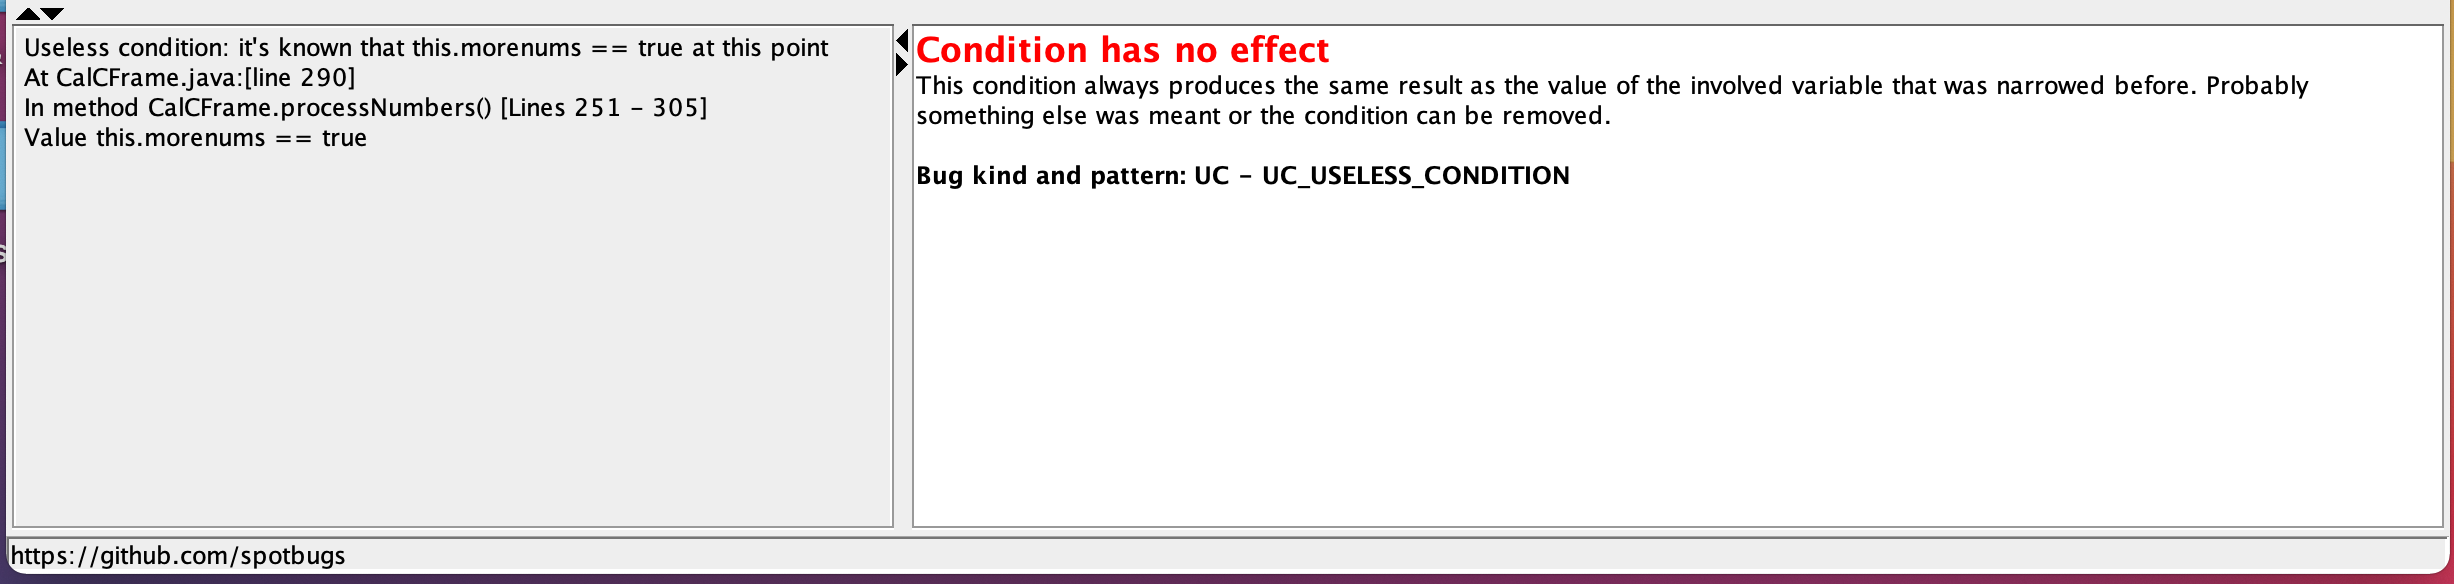 Useless condition: it's known that this.morenums == true at this point
At CalCFrame.java:[line 290]
In method CalCFrame.processNumbers() [Lines 251 - 305]
Value this.morenums == true
Condition has no effect
This condition always produces the same result as the value of the involved variable that was narrowed before. Probably
something else was meant or the condition can be removed.
Bug kind and pattern: UC - UC_USELESS_CONDITION
https://github.com/spotbugs